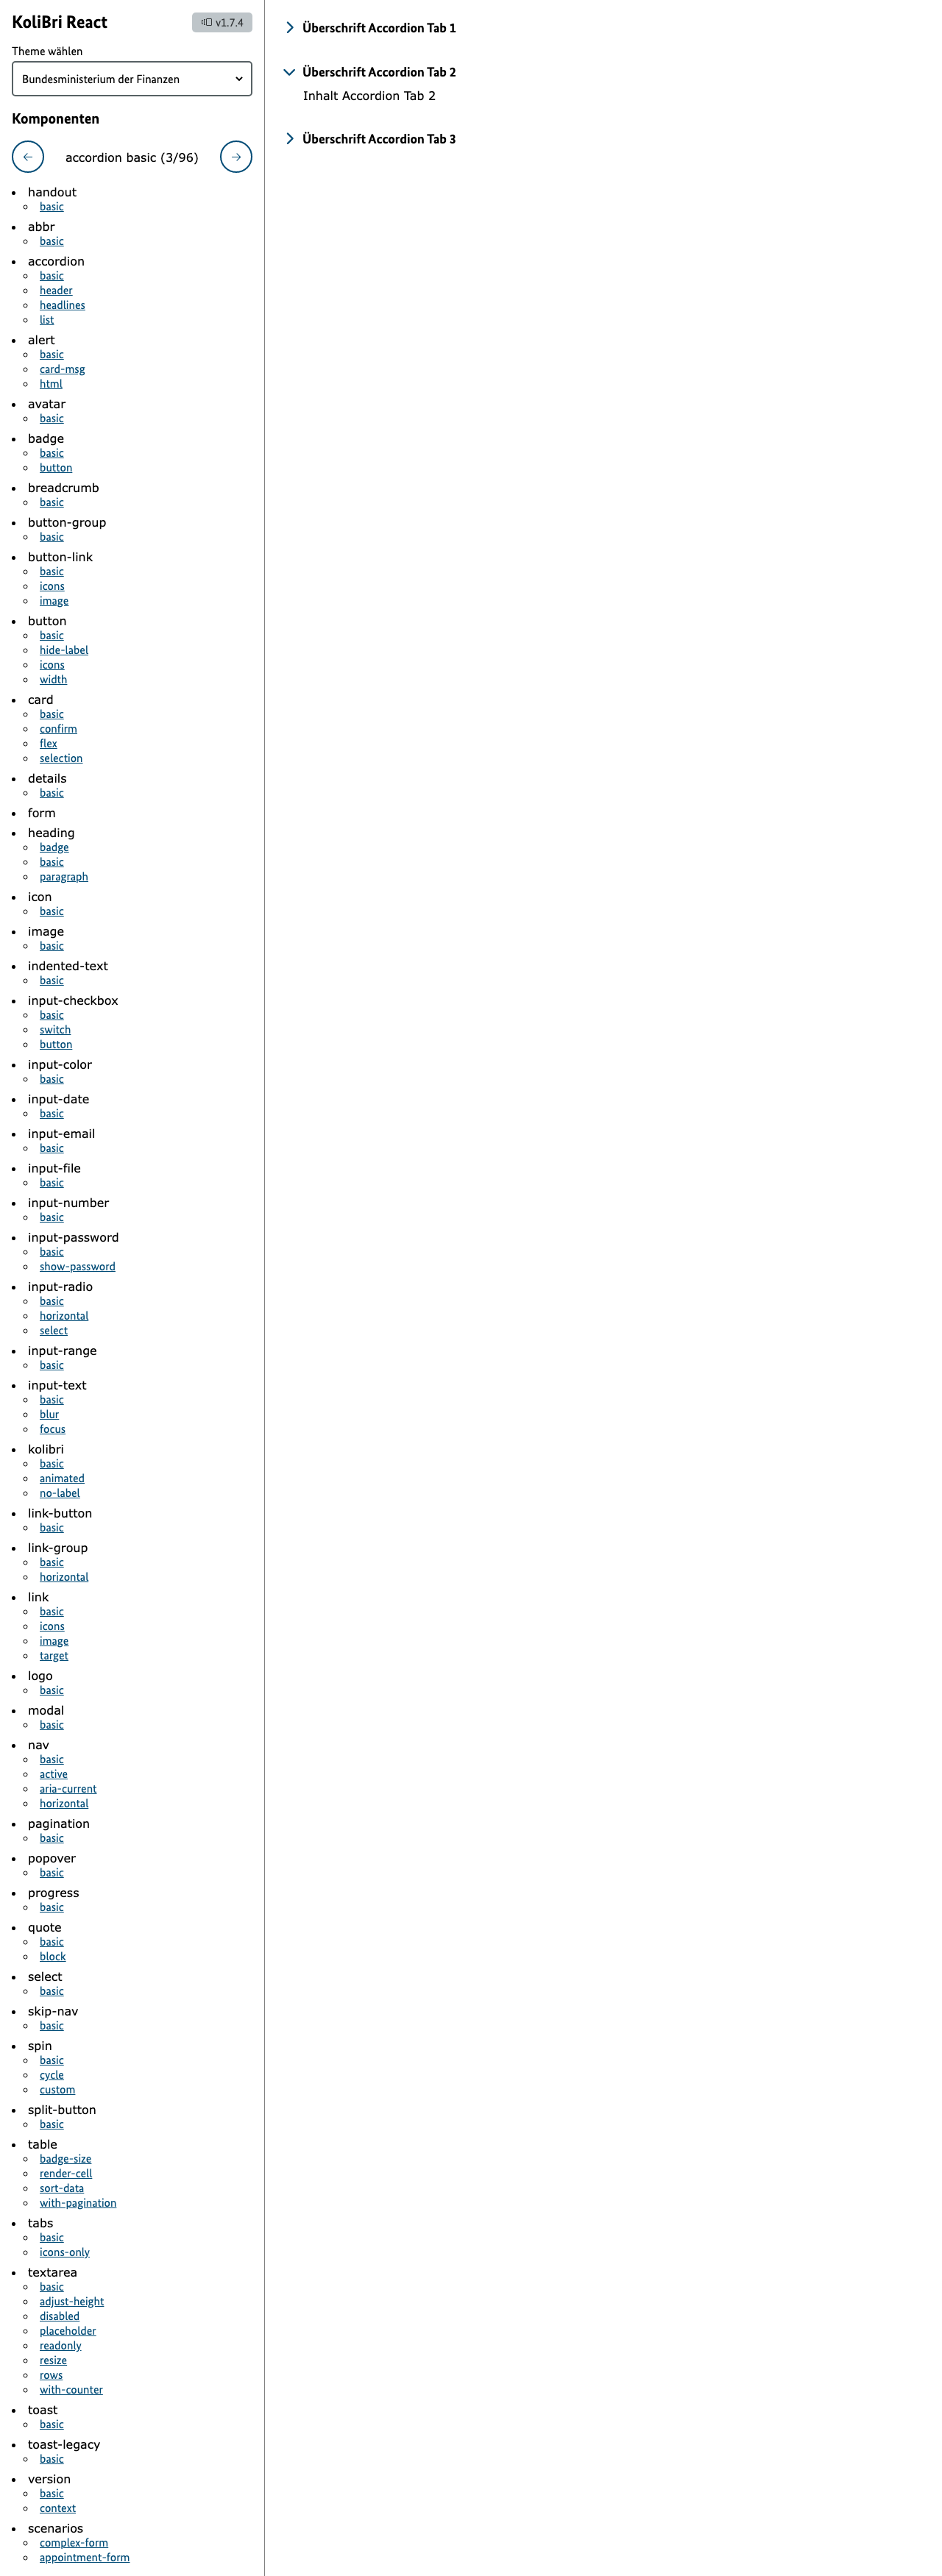 KoliBri React
v1.7.4
Theme wählen
Bundesministerium der Finanzen
Komponenten
accordion basic (3/96)
handout
basic
abbr
basic
accordion
basic
header
headlines
list
alert
basic
card-msg
html
avatar
basic
badge
basic
button
breadcrumb
basic
button-group
basic
button-link
basic
icons
image
button
basic
hide-label
icons
width
card
basic
confirm
flex
selection
details
basic
form
heading
badge
basic
paragraph
icon
basic
image
basic
indented-text
basic
input-checkbox
basic
switch
button
input-color
basic
input-date
basic
input-email
basic
input-file
basic
input-number
basic
input-password
basic
show-password
input-radio
basic
horizontal
select
input-range
basic
input-text
basic
blur
focus
kolibri
basic
animated
no-label
link-button
basic
link-group
basic
horizontal
link
basic
icons
image
target
logo
basic
modal
basic
nav
basic
active
aria-current
horizontal
pagination
basic
popover
basic
progress
basic
quote
basic
block
select
basic
skip-nav
basic
spin
basic
cycle
custom
split-button
basic
table
badge-size
render-cell
sort-data
with-pagination
tabs
basic
icons-only
textarea
basic
adjust-height
disabled
placeholder
readonly
resize
rows
with-counter
toast
basic
toast-legacy
basic
version
basic
context
scenarios
complex-form
appointment-form
Überschrift Accordion Tab 1
Überschrift Accordion Tab 2
Inhalt Accordion Tab 2
Überschrift Accordion Tab 3